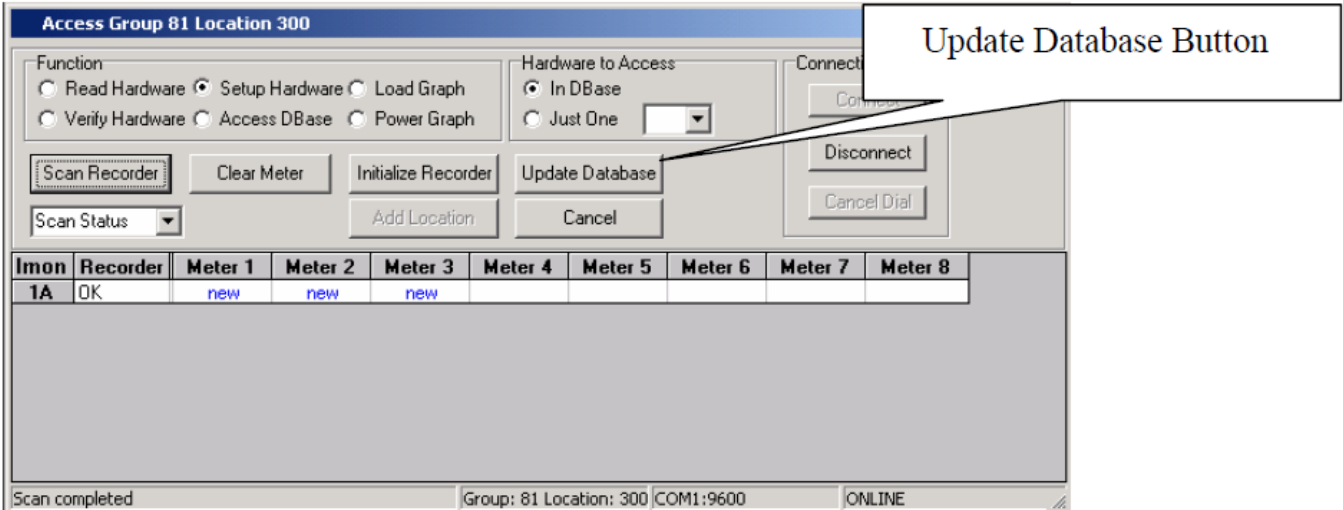 Access Group 81 Location 300
Update Database Button
Function
Read Hardware Setup Hardware Load Graph
Verify Hardware Access DBase Power Graph
Hardware to Access
In DBase
Just One
Disconnect
Cancel Dial
Scan Recorder Clear Meter Initialize Recorder Update Database
Scan Status Add Location Cancel
Imon Recorder Meter 1 Meter 2 Meter 3 Meter 4 Meter 5 Meter 6 Meter 7 Meter 8
1A OK new new new
Scan completed Group: 81 Location: 300 COM1:9600 ONLINE